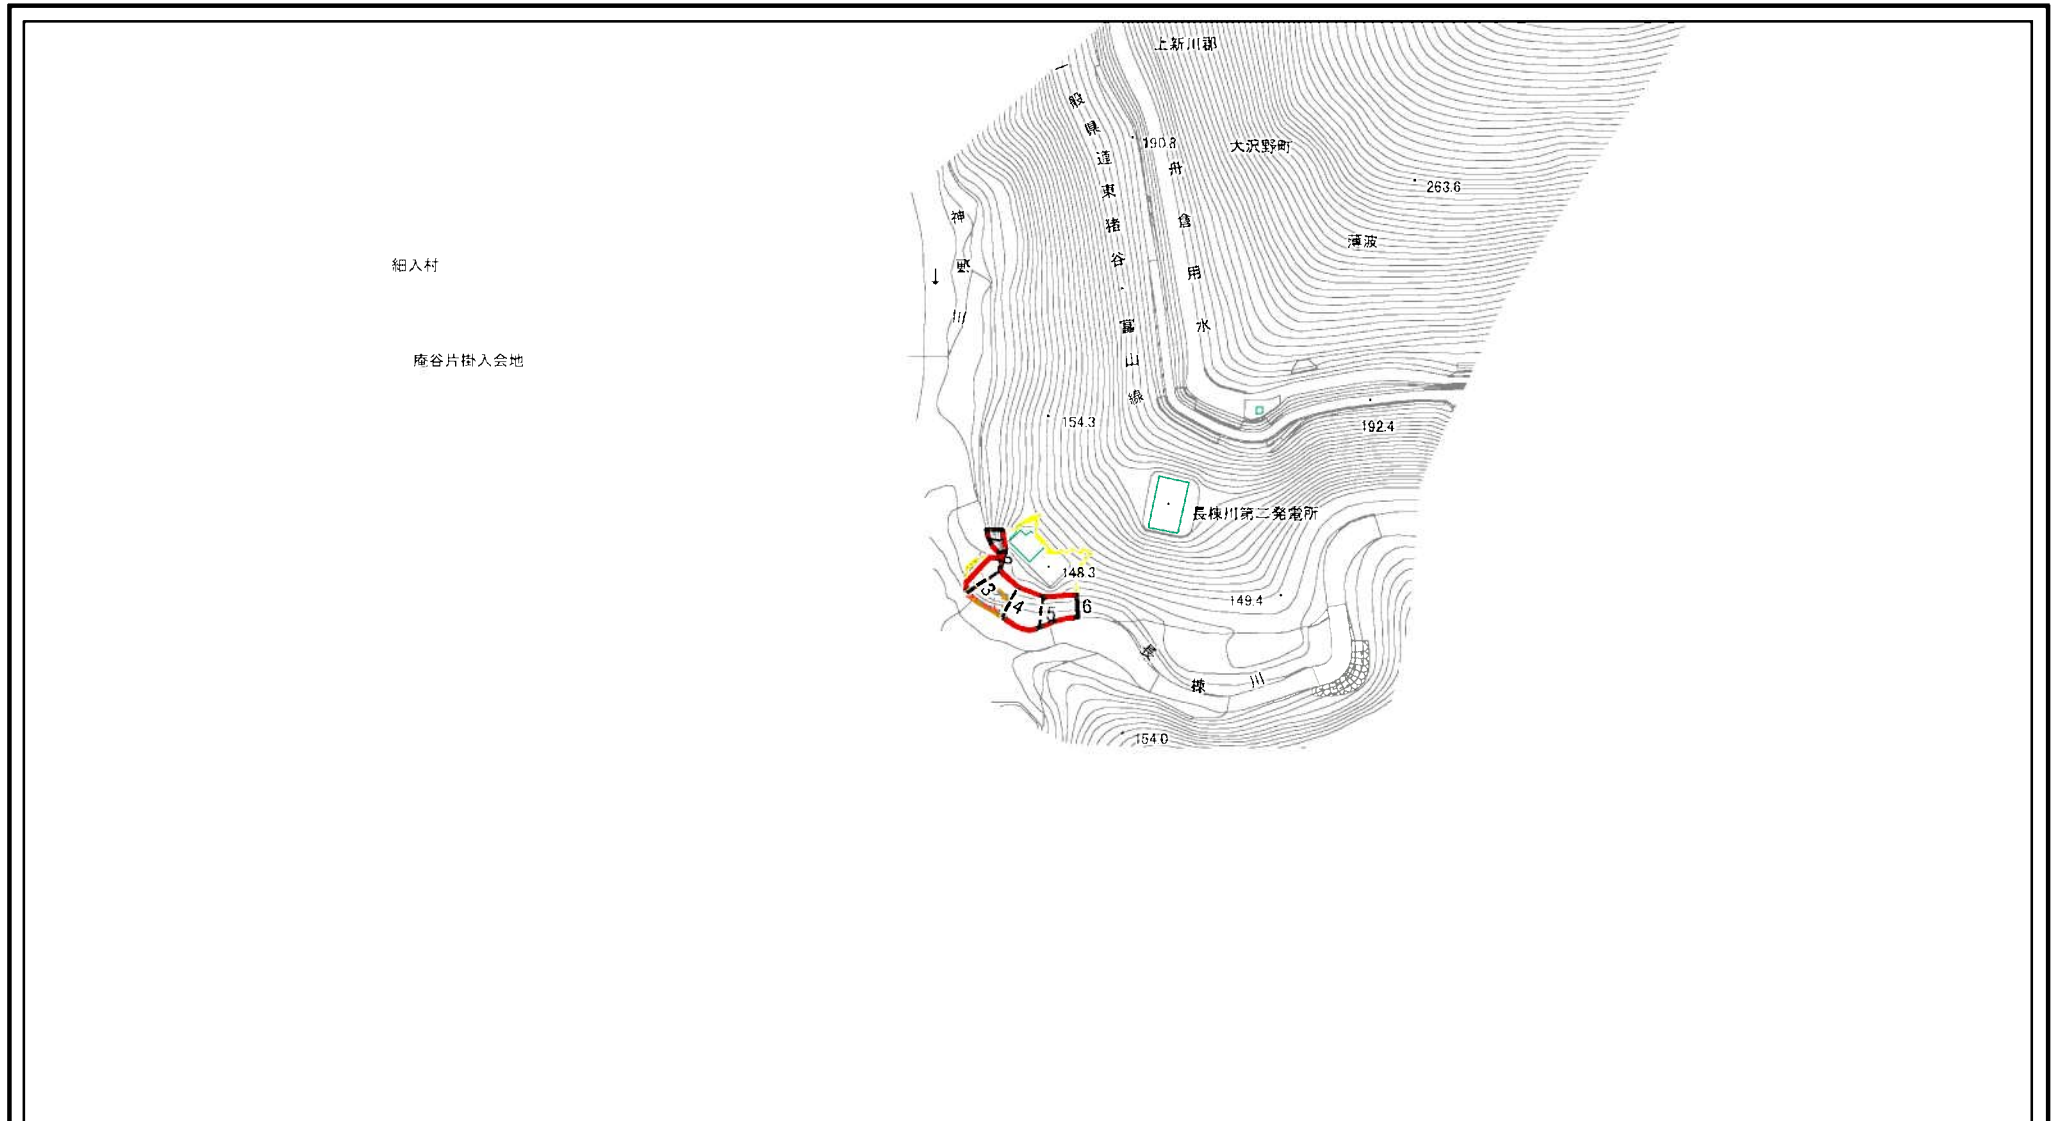 上新川郡
一般県道東猪谷・富山線
190.8
大沢野町
舟倉用水
263.6
神
川
薄波
細入村
庵谷片掛入会地
154.3
192.4
長棟川第二発電所
148.3
149.4
3
4
5
6
長棟川
154.0